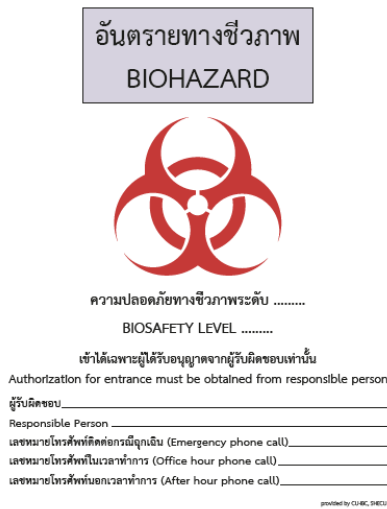 อันตรายทางชีวภาพ
BIOHAZARD
ความปลอดภัยทางชีวภาพระดับ .........
BIOSAFETY LEVEL .........
เข้าได้เฉพาะผู้ได้รับอนุญาตจากผู้รับผิดชอบเท่านั้น
Authorization for entrance must be obtained from responsible person
ผู้รับผิดชอบ
Responsible Person
เลขหมายโทรศัพท์ติดต่อกรณีฉุกเฉิน (Emergency phone call)
เลขหมายโทรศัพท์ในเวลาทำการ (Office hour phone call)
เลขหมายโทรศัพท์นอกเวลาทำการ (After hour phone call)
provided by CU-IBC, SHECU